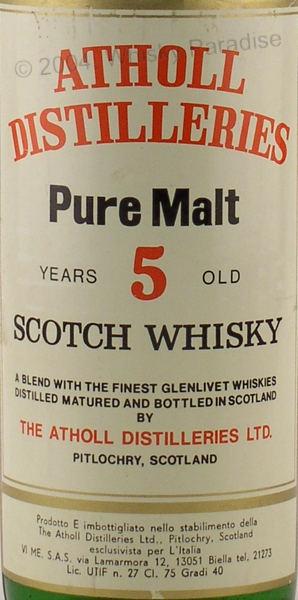 © 2004, Whisky Paradise
ATHOLL
DISTILLERIES
Pure Malt
YEARS 5 OLD
SCOTCH WHISKY
A BLEND WITH THE FINEST GLENLIVET WHISKIES
DISTILLED MATURED AND BOTTLED IN SCOTLAND
BY
THE ATHOLL DISTILLERIES LTD.
PITLOCHRY, SCOTLAND
Prodotto E imbottigliato nello stabilimento della
The Atholl Distilleries Ltd., Pitlochry, Scotland
esclusivista per L'Italia
VI ME. S.A.S. via Lamarmora 12, 13051 Biella tel. 21273
Lic. UTIF n. 27 Cl. 75 Gradi 40